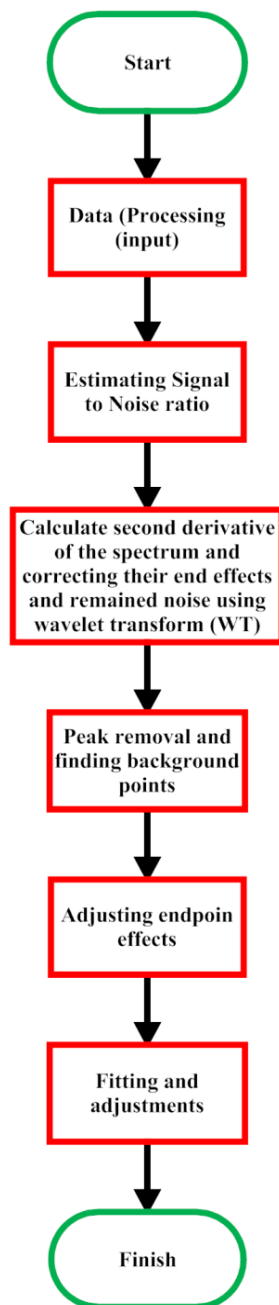 Start
Data (Processing
(input)
Estimating Signal
to Noise ratio
Calculate second derivative
of the spectrum and
correcting their end effects
and remained noise using
wavelet transform (WT)
Peak removal and
finding background
points
Adjusting endpoin
effects
Fitting and
adjustments
Finish